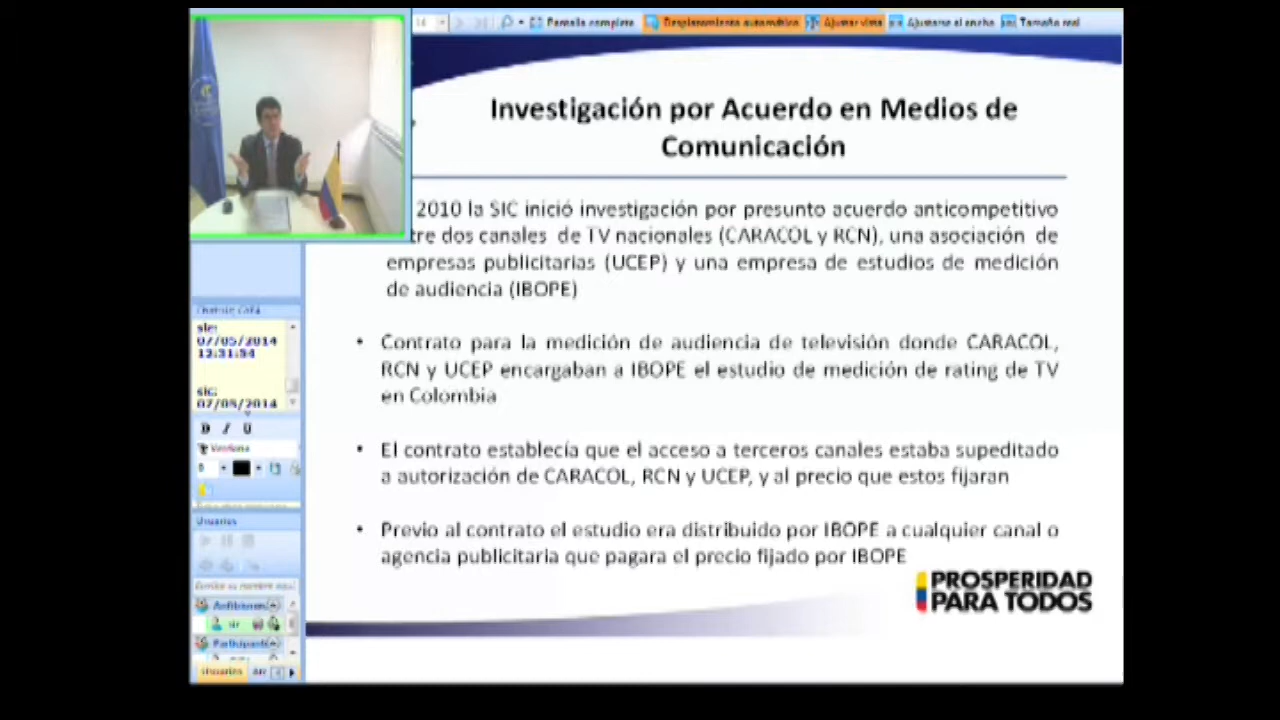 Pantalla completa
Desplazamiento automático
Ajustar vista
Ajustarse al ancho
Tamaño real
Investigación por Acuerdo en Medios de
Comunicación
2010 la SIC inició investigación por presunto acuerdo anticompetitivo
tre dos canales de TV nacionales (CARACOL y RCN), una asociación de
empresas publicitarias (UCEP) y una empresa de estudios de medición
de audiencia (IBOPE)
• Contrato para la medición de audiencia de televisión donde CARACOL,
RCN y UCEP encargaban a IBOPE el estudio de medición de rating de TV
en Colombia
• El contrato establecía que el acceso a terceros canales estaba supeditado
a autorización de CARACOL, RCN y UCEP, y al precio que estos fijaran
• Previo al contrato el estudio era distribuido por IBOPE a cualquier canal o
agencia publicitaria que pagara el precio fijado por IBOPE
PROSPERIDAD
PARA TODOS
sic:
07/05/2014
12:31:54
sic:
07/05/2014
B I U
Verdana
8
Usuarios
Usuarios